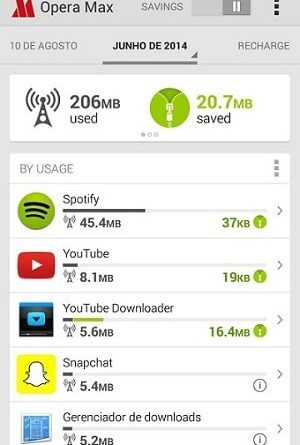 Opera Max SAVINGS
10 DE AGOSTO JUNHO DE 2014 RECHARGE
206MB used
20.7MB saved
BY USAGE
Spotify
45.4MB 37KB
YouTube
8.1MB 19KB
YouTube Downloader
5.6MB 16.4MB
Snapchat
5.4MB
Gerenciador de downloads
5.2MB